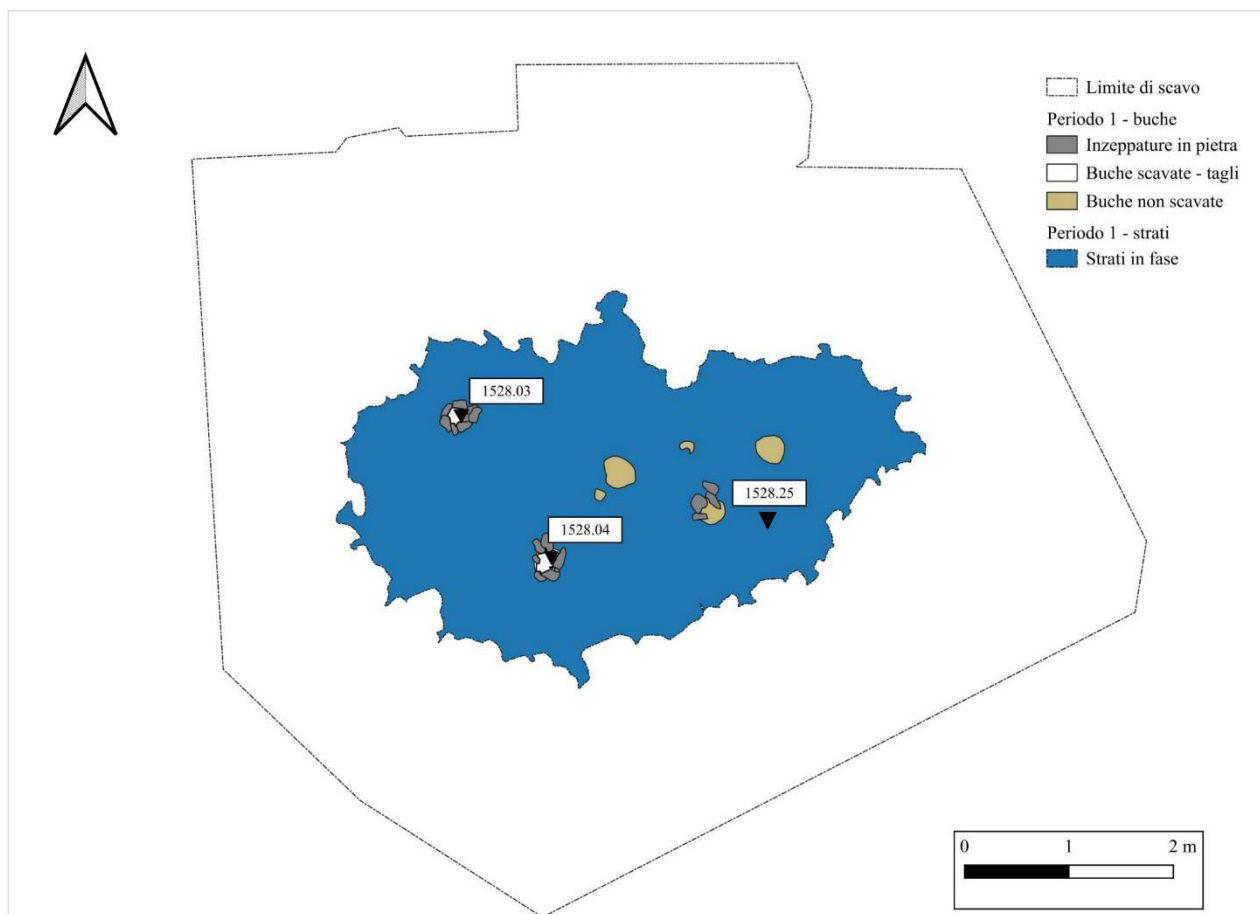 Limite di scavo
Periodo 1 - buche
Inzeppature in pietra
Buche scavate - tagli
Buche non scavate
Periodo 1 - strati
Strati in fase
1528.03
1528.25
1528.04
0 1 2 m